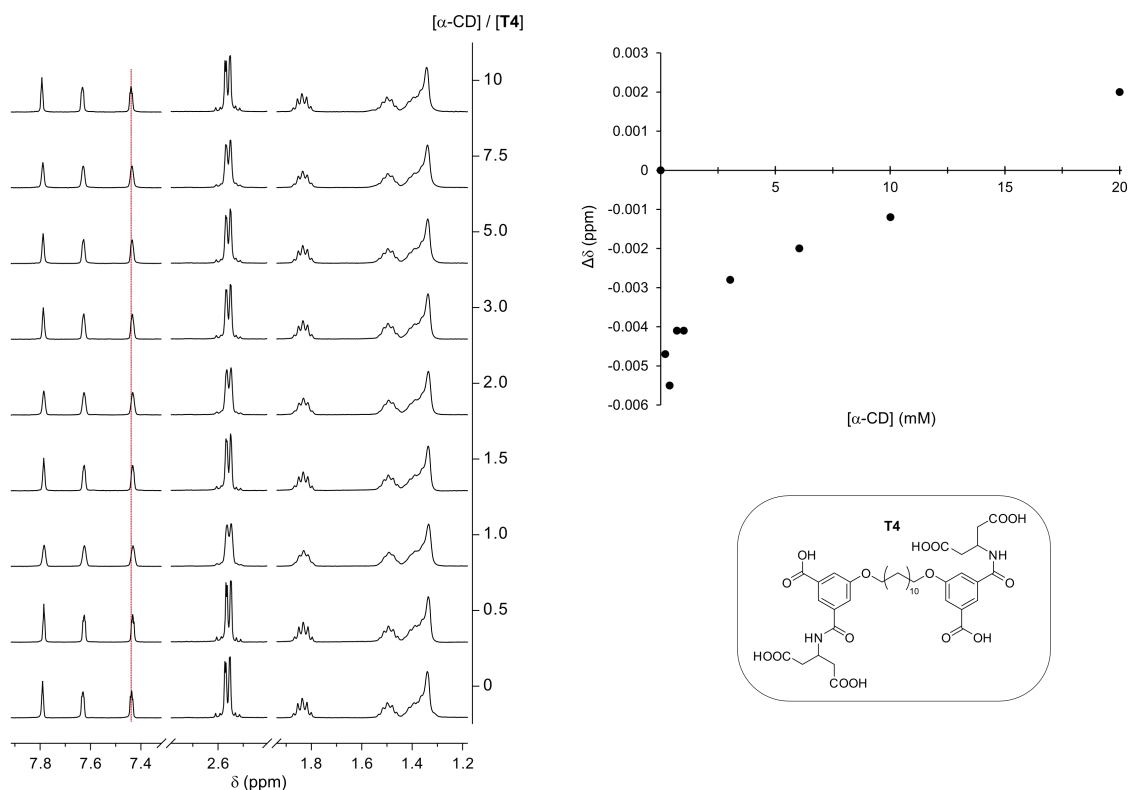 [α-CD] / [T4]
10
7.5
5.0
3.0
2.0
1.5
1.0
0.5
0
7.8 7.6 7.4 2.6 1.8 1.6 1.4 1.2
δ (ppm)
0.003
0.002
0.001
0
-0.001
-0.002
-0.003
-0.004
-0.005
-0.006
5 10 15 20
Δδ (ppm)
[α-CD] (mM)
T4
COOH
HOOC
NH
OH
O
O
O
O
10
O
HN
O
OH
HOOC
COOH